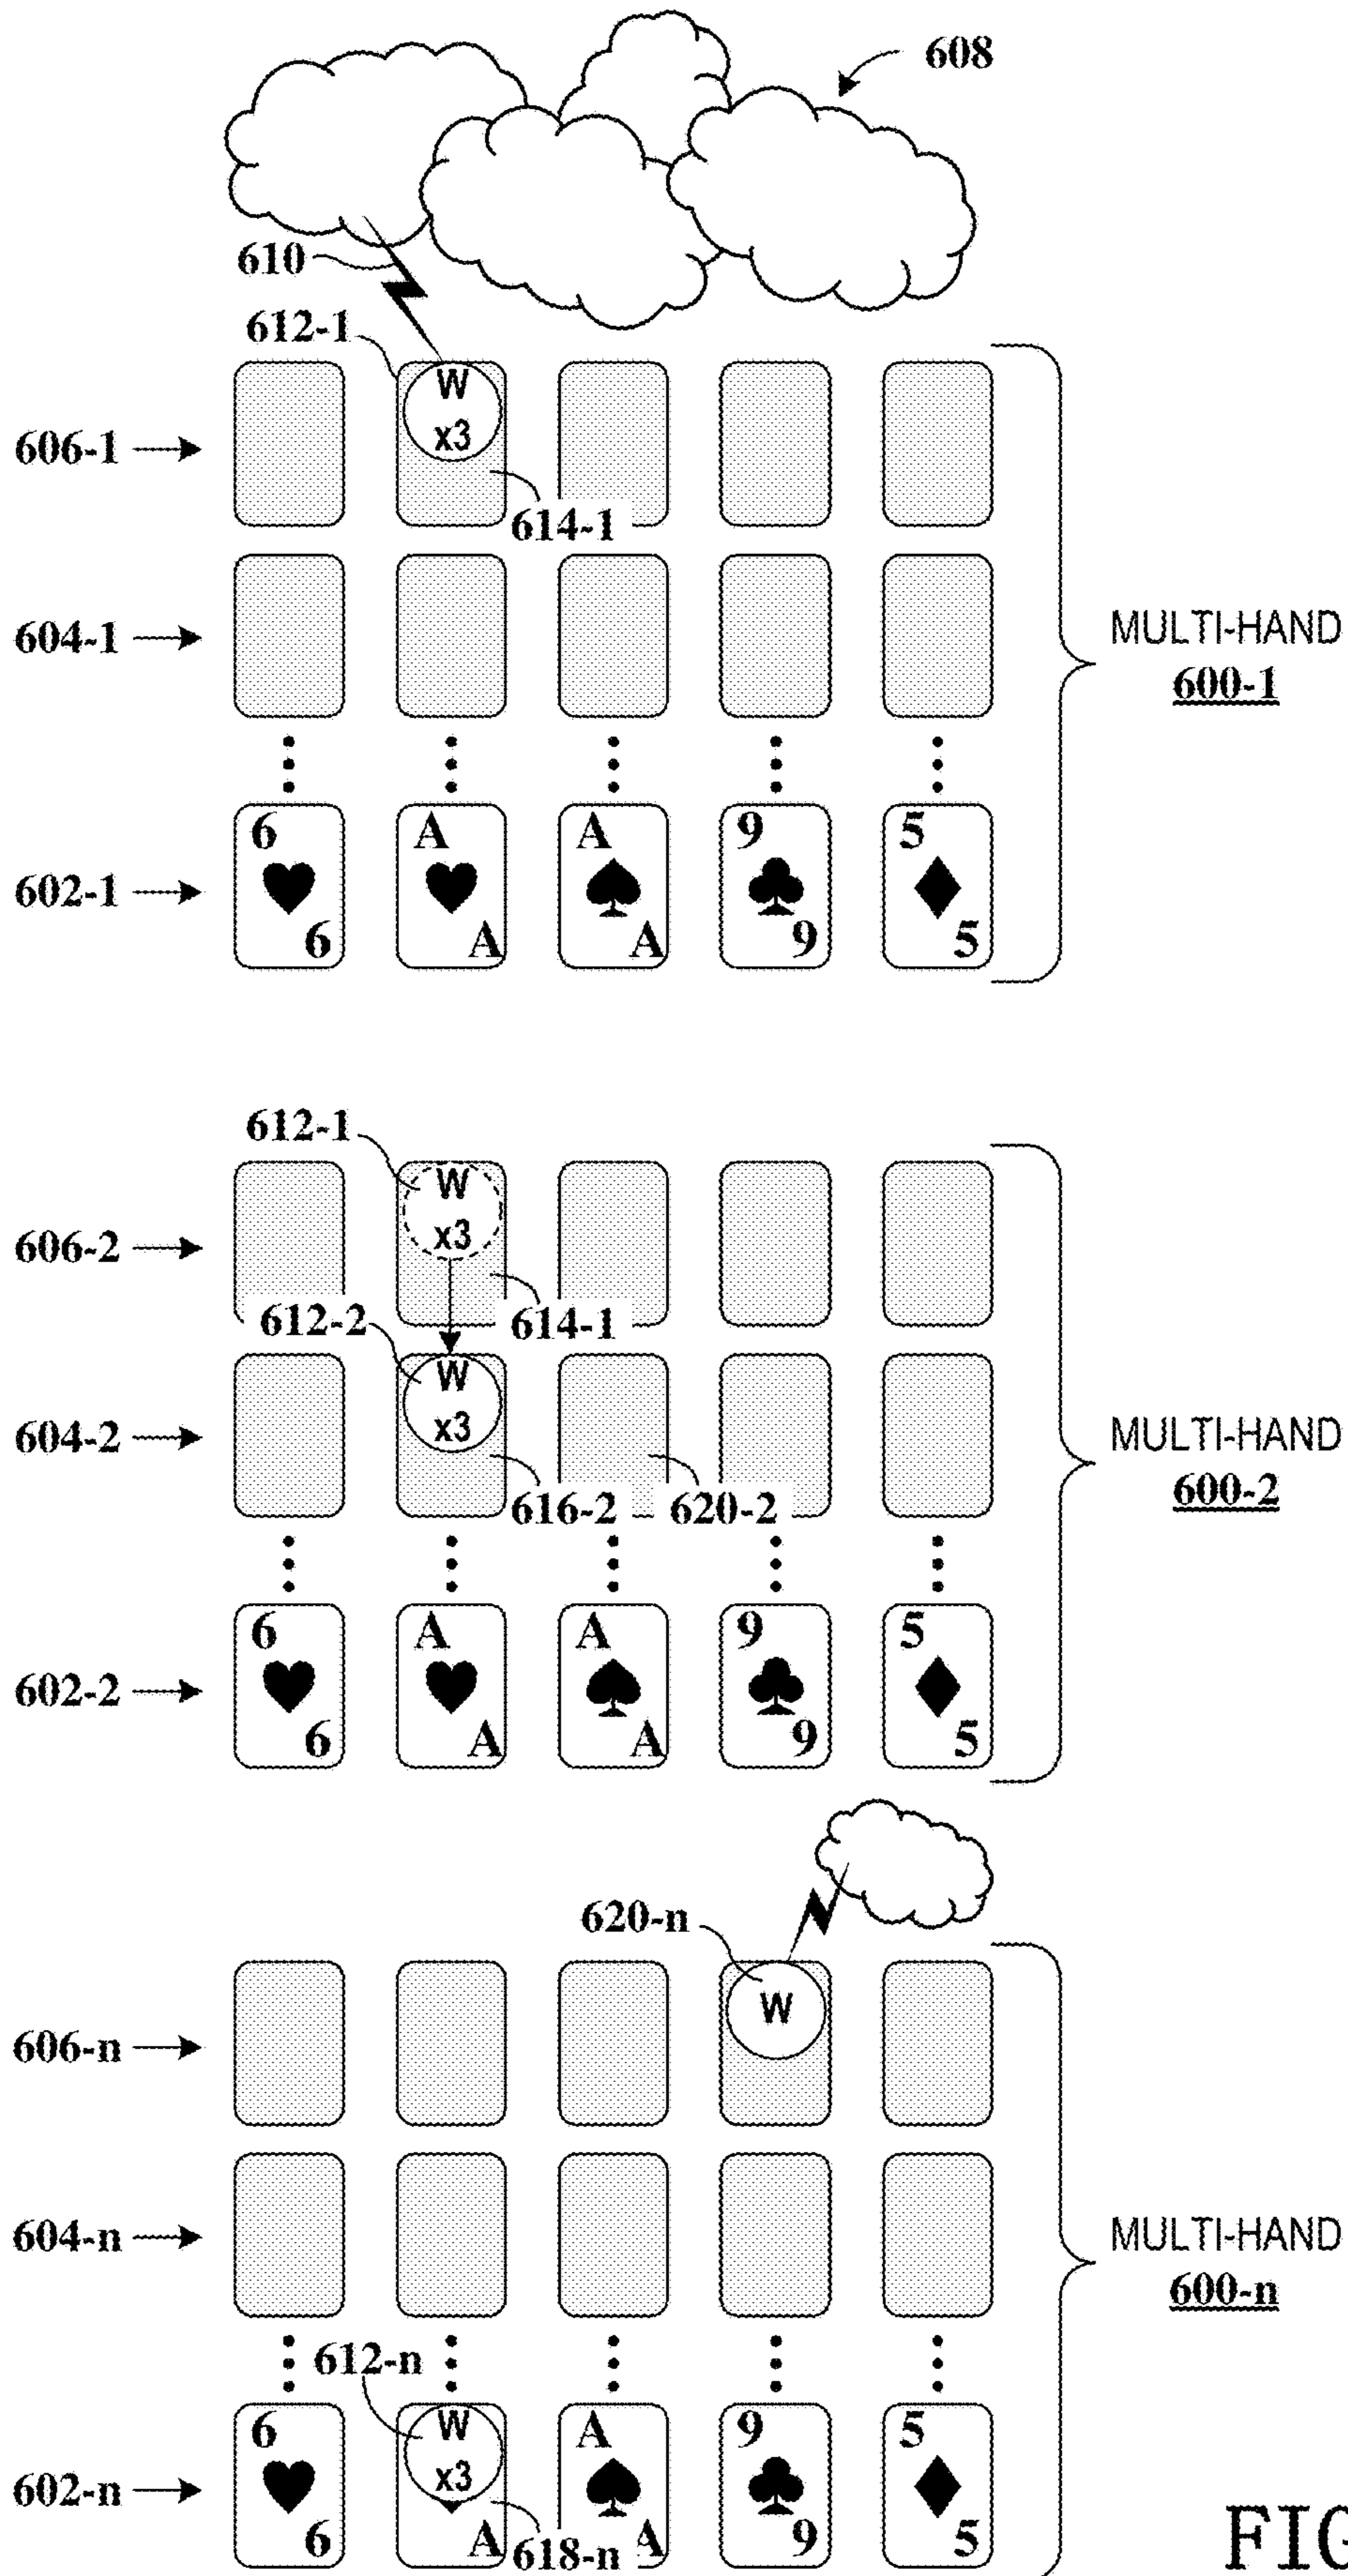 608
610
612-1
W
x3
606-1
614-1
604-1
MULTI-HAND
600-1
6 A A 9 5
602-1
6 A A 9 5
612-1
W
x3
606-2
612-2
614-1
W
x3
604-2
616-2 620-2
MULTI-HAND
600-2
6 A A 9 5
602-2
6 A A 9 5
620-n
W
606-n
604-n
MULTI-HAND
600-n
612-n
6 W A 9 5
x3
602-n
6 A 618-n A 9 5
FIG